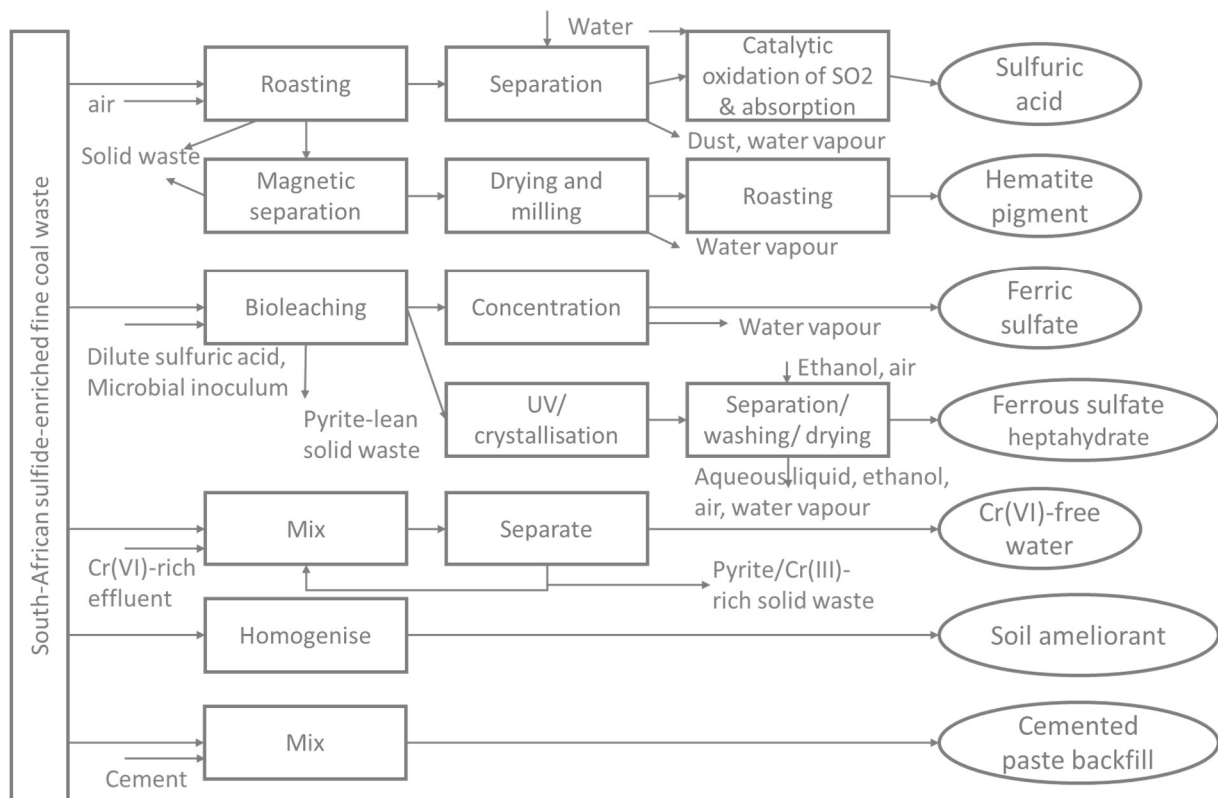 South-African sulfide-enriched fine coal waste
Water
air
Roasting
Separation
Catalytic
oxidation of SO2
& absorption
Sulfuric
acid
Solid waste
Dust, water vapour
Magnetic
separation
Drying and
milling
Roasting
Hematite
pigment
Water vapour
Bioleaching
Concentration
Ferric
sulfate
Water vapour
Dilute sulfuric acid,
Microbial inoculum
Pyrite-lean
solid waste
Ethanol, air
UV/
crystallisation
Separation/
washing/ drying
Ferrous sulfate
heptahydrate
Aqueous liquid, ethanol,
air, water vapour
Mix
Separate
Cr(VI)-free
water
Cr(VI)-rich
effluent
Pyrite/Cr(III)-
rich solid waste
Homogenise
Soil ameliorant
Mix
Cemented
paste backfill
Cement